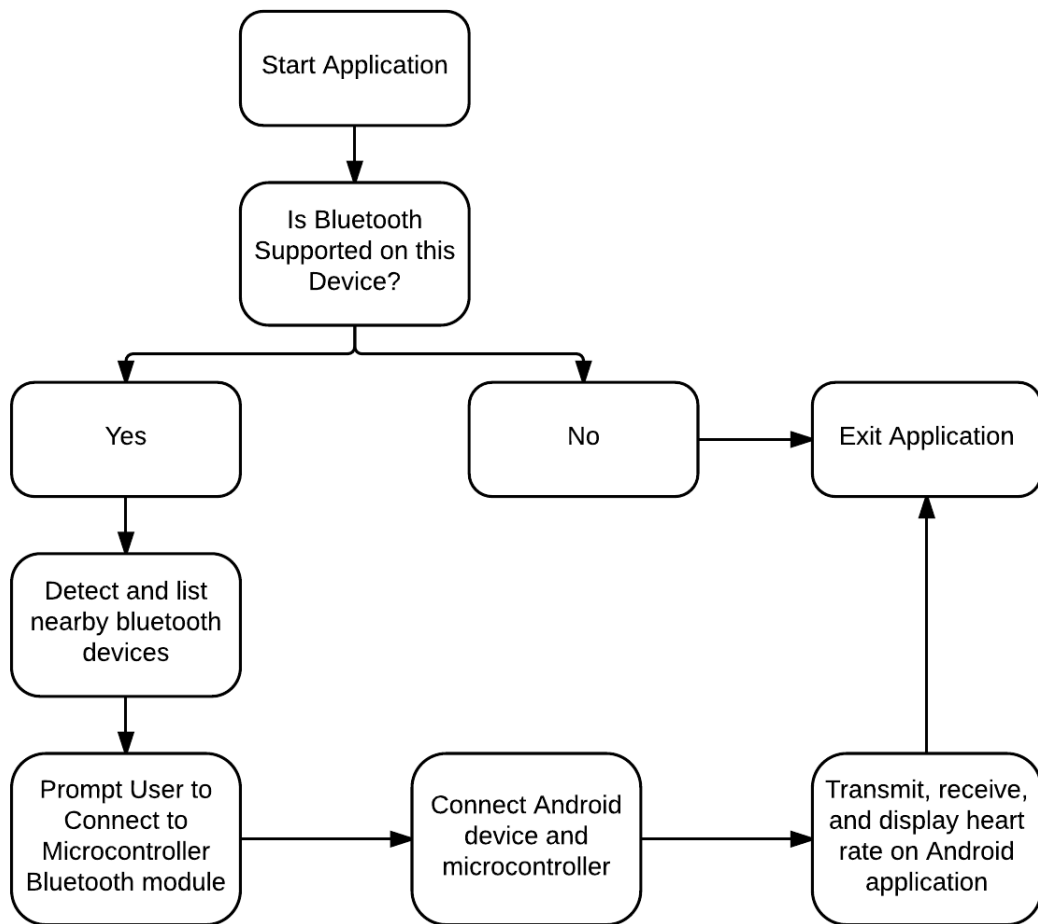 Start Application
Is Bluetooth
Supported on this
Device?
Yes
No
Exit Application
Detect and list
nearby bluetooth
devices
Prompt User to
Connect to
Microcontroller
Bluetooth module
Connect Android
device and
microcontroller
Transmit, receive,
and display heart
rate on Android
application